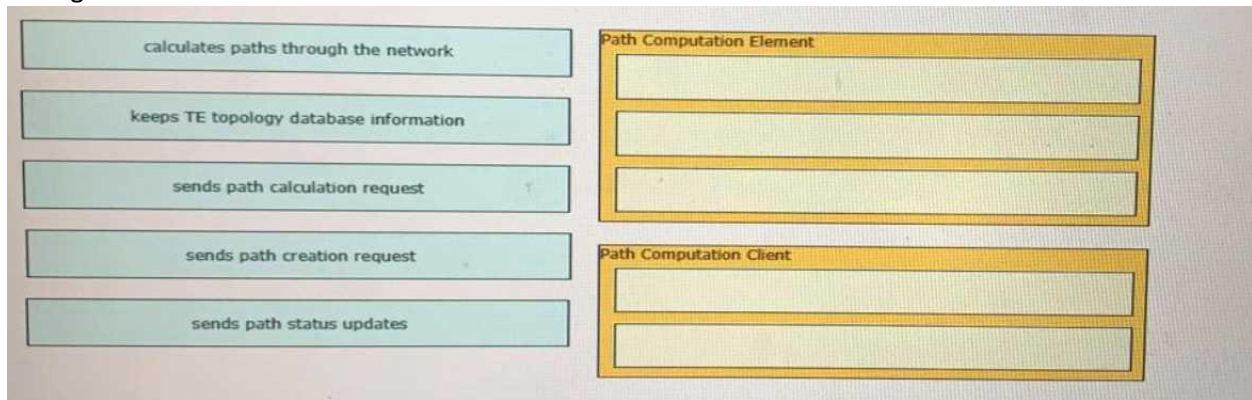 calculates paths through the network
keeps TE topology database information
sends path calculation request
sends path creation request
sends path status updates
Path Computation Element
Path Computation Client